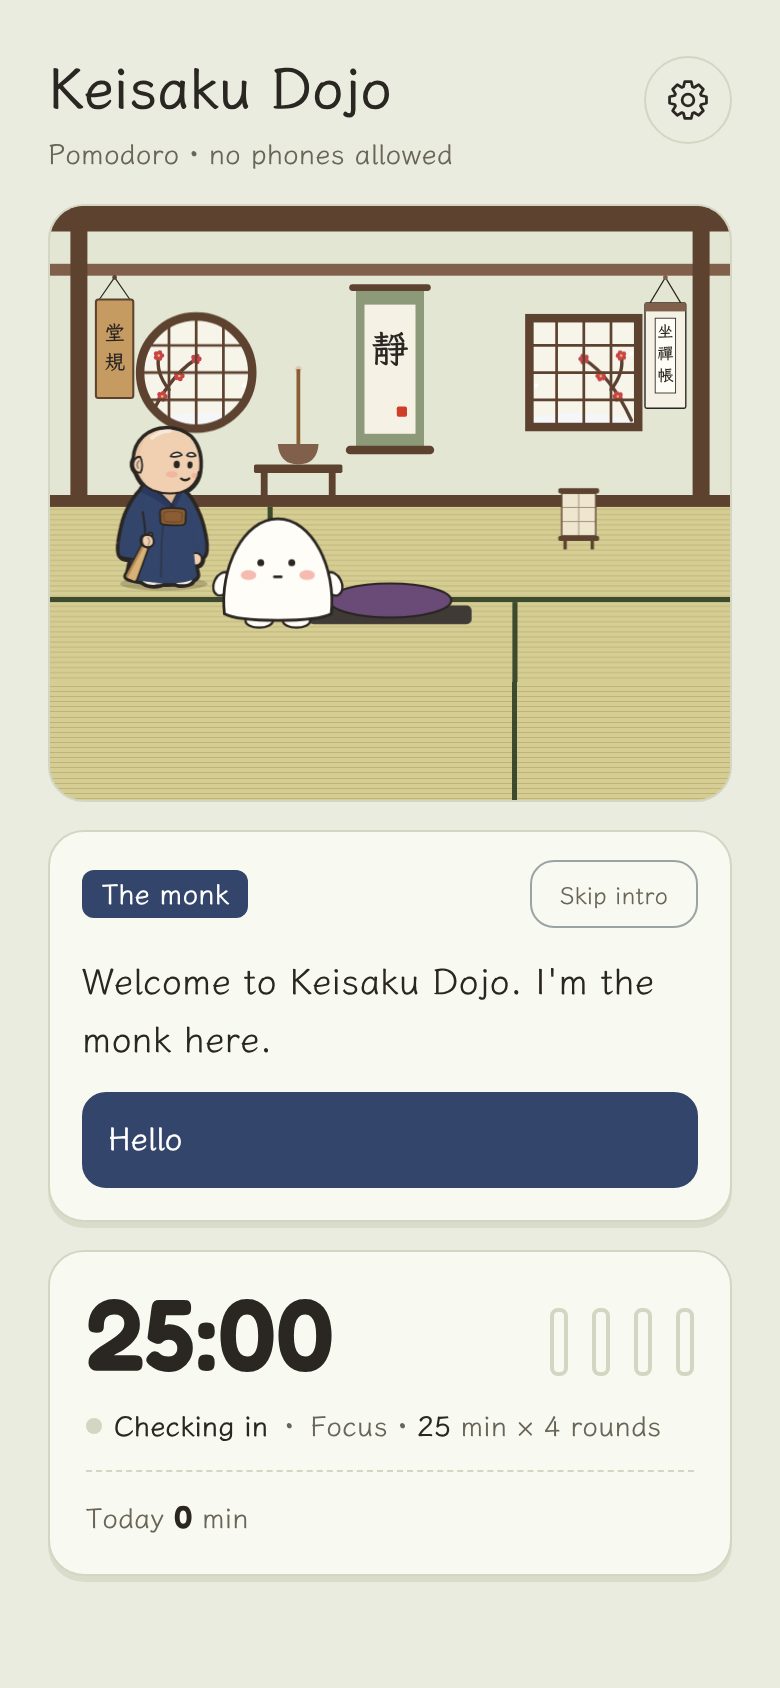 Keisaku Dojo
Pomodoro • no phones allowed
堂規
靜
坐禪帳
The monk
Skip intro
Welcome to Keisaku Dojo. I'm the
monk here.
Hello
25:00
Checking in • Focus • 25 min × 4 rounds
Today 0 min